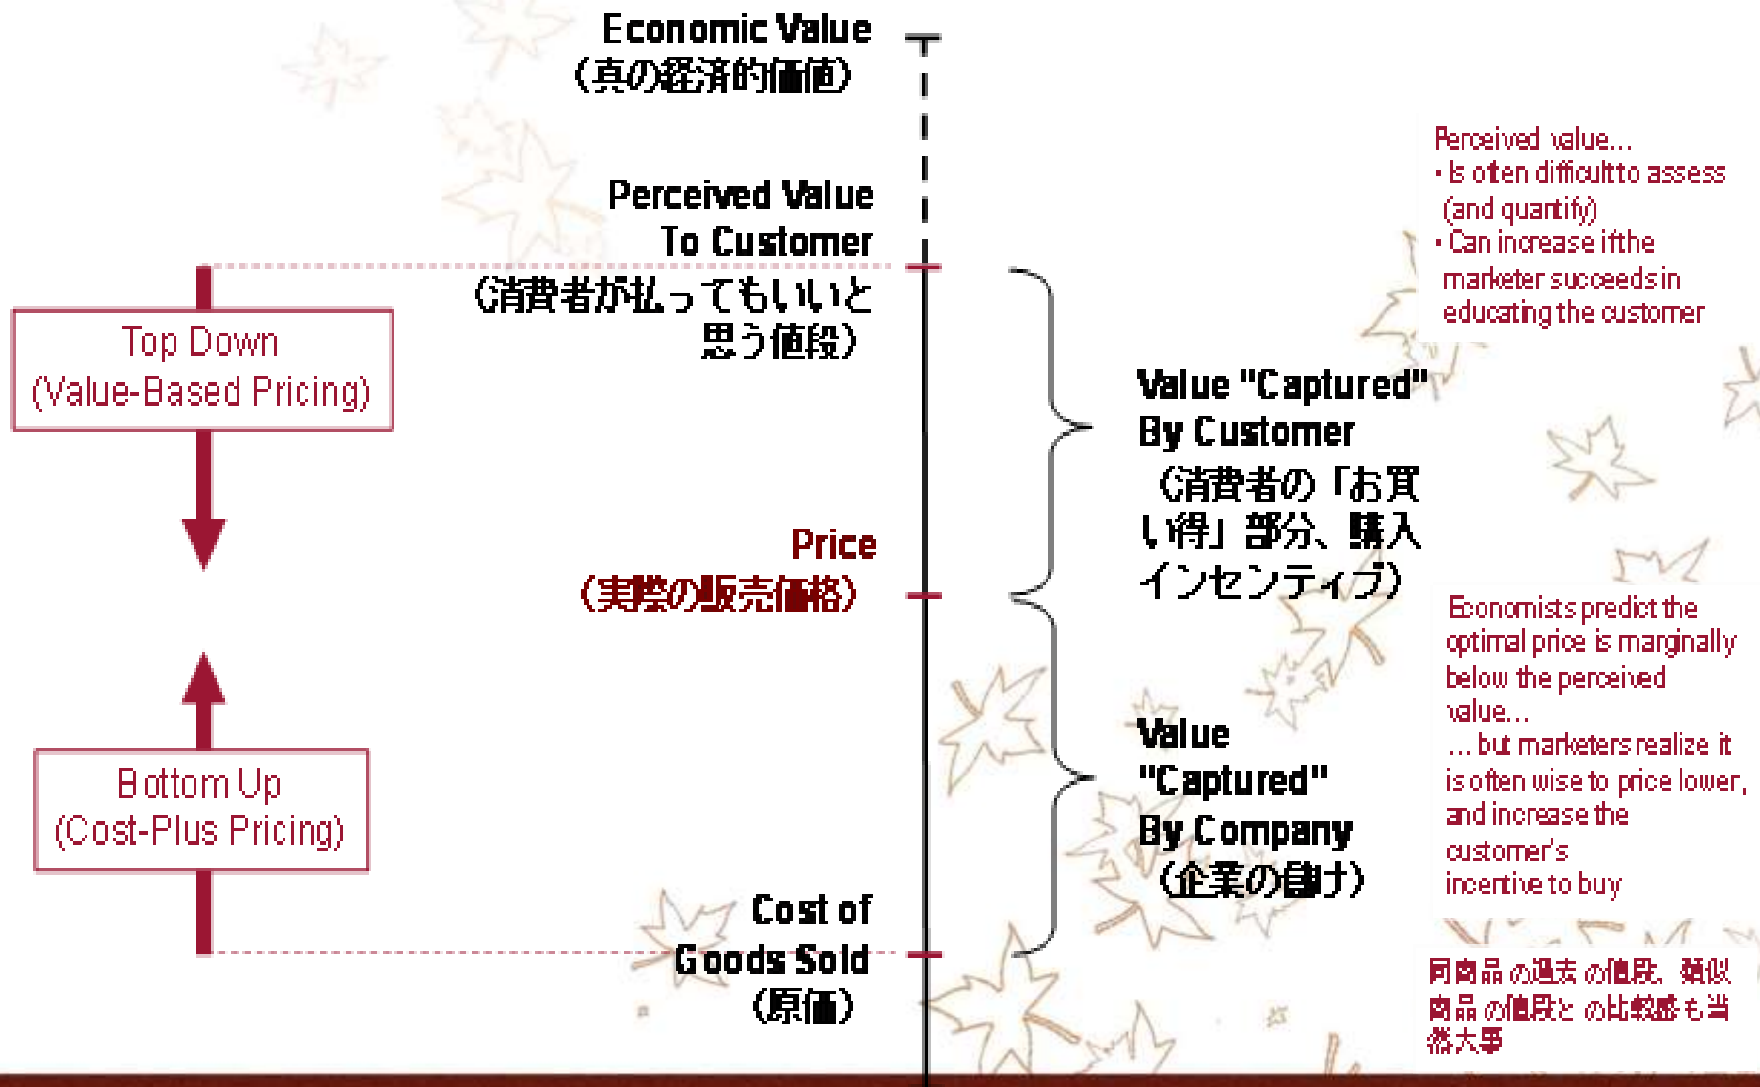 Economic Value
（真の経済的価値）
Perceived Value
To Customer
（消費者が払ってもいいと
思う値段）
Top Down
(Value-Based Pricing)
Price
（実際の販売価格）
Bottom Up
(Cost-Plus Pricing)
Cost of
Goods Sold
（原価）
Value "Captured"
By Customer
（消費者の「お買
い得」部分、購入
インセンティブ）
Value
"Captured"
By Company
（企業の儲け）
Perceived value...
• Is often difficult to assess
(and quantify)
• Can increase if the
marketer succeeds in
educating the customer
Economists predict the
optimal price is marginally
below the perceived
value...
... but marketers realize it
is often wise to price lower,
and increase the
customer's
incentive to buy
同商品の過去の値段、類似
商品の値段との比較感も当
然大事